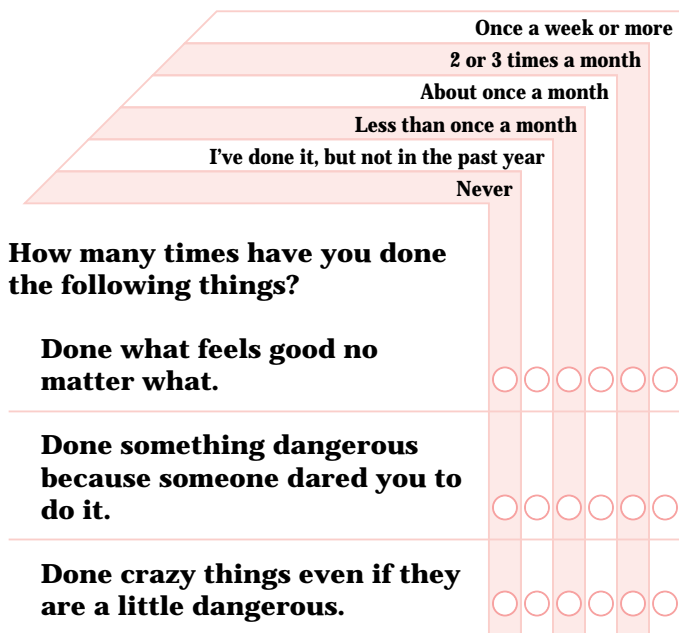 Once a week or more
2 or 3 times a month
About once a month
Less than once a month
I've done it, but not in the past year
Never
How many times have you done
the following things?
Done what feels good no
matter what.
Done something dangerous
because someone dared you to
do it.
Done crazy things even if they
are a little dangerous.